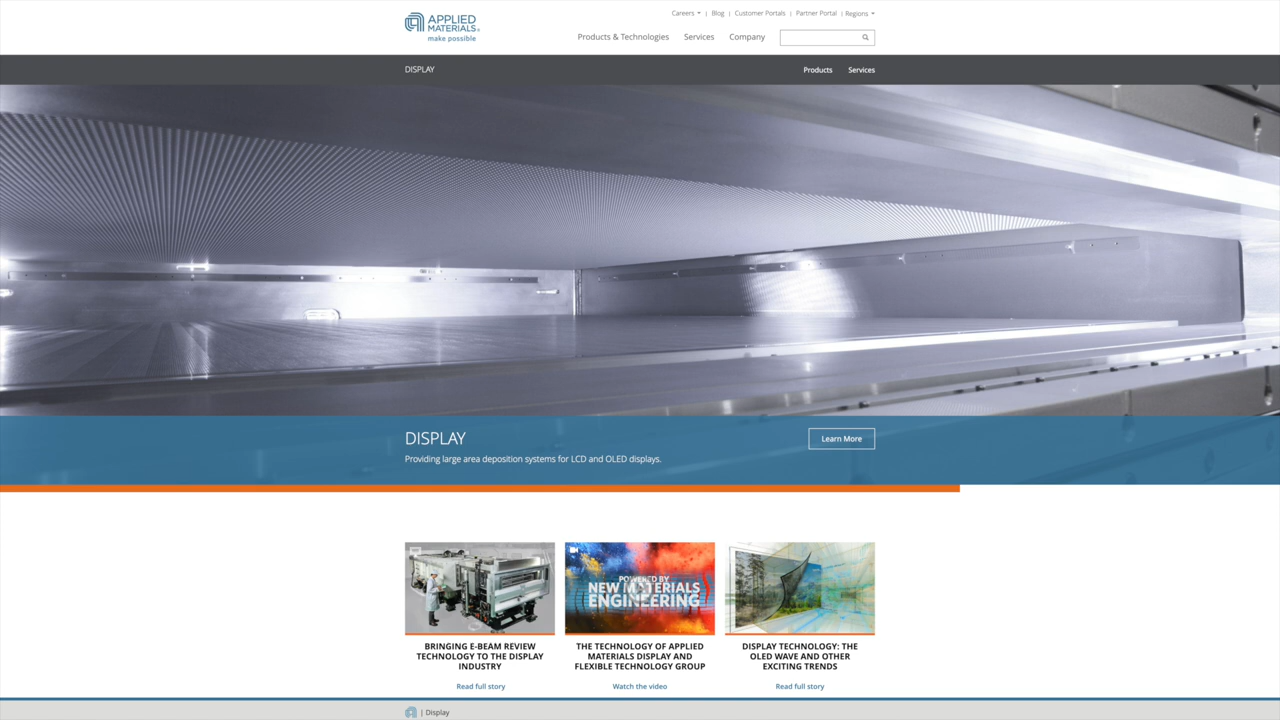 APPLIED
MATERIALS®
make possible
Careers | Blog | Customer Portals | Partner Portal | Regions
Products & Technologies Services Company
DISPLAY Products Services
DISPLAY
Learn More
Providing large area deposition systems for LCD and OLED displays.
POWERED BY
NEW MATERIALS
ENGINEERING
BRINGING E-BEAM REVIEW
TECHNOLOGY TO THE DISPLAY
INDUSTRY
Read full story
THE TECHNOLOGY OF APPLIED
MATERIALS DISPLAY AND
FLEXIBLE TECHNOLOGY GROUP
Watch the video
DISPLAY TECHNOLOGY: THE
OLED WAVE AND OTHER
EXCITING TRENDS
Read full story
| Display